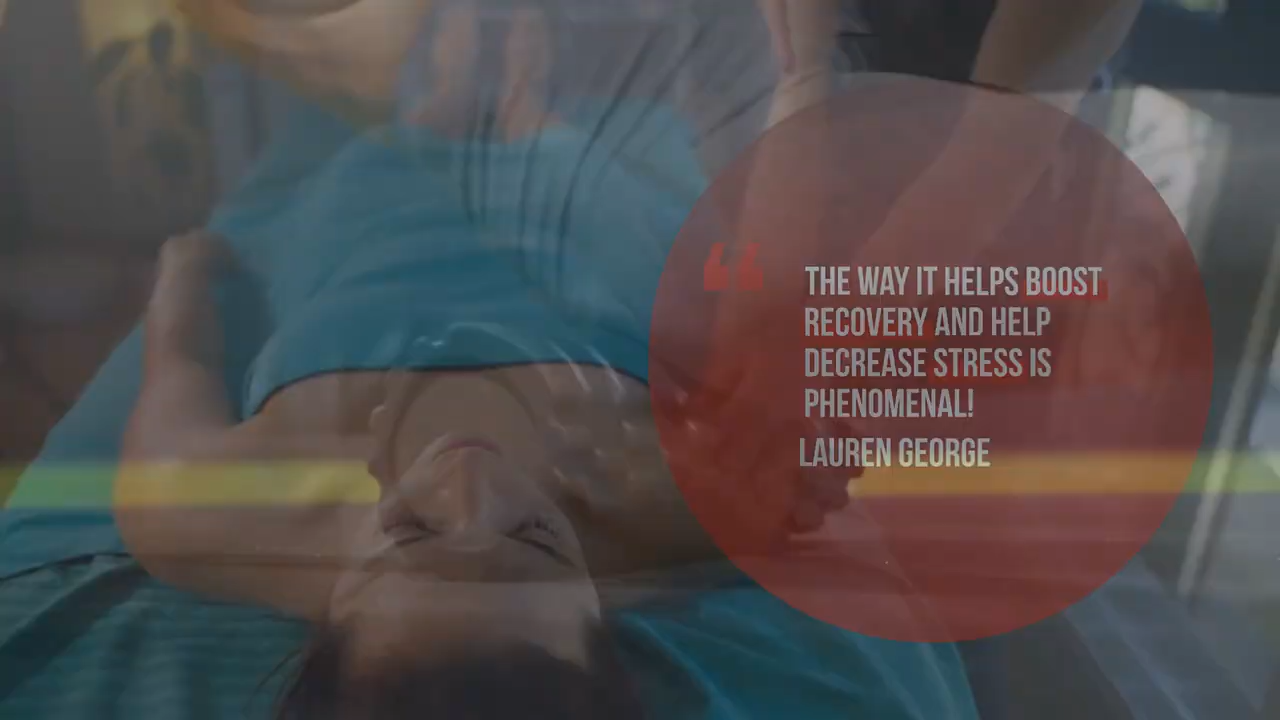 THE WAY IT HELPS BOOST
RECOVERY AND HELP
DECREASE STRESS IS
PHENOMENAL!
LAUREN GEORGE